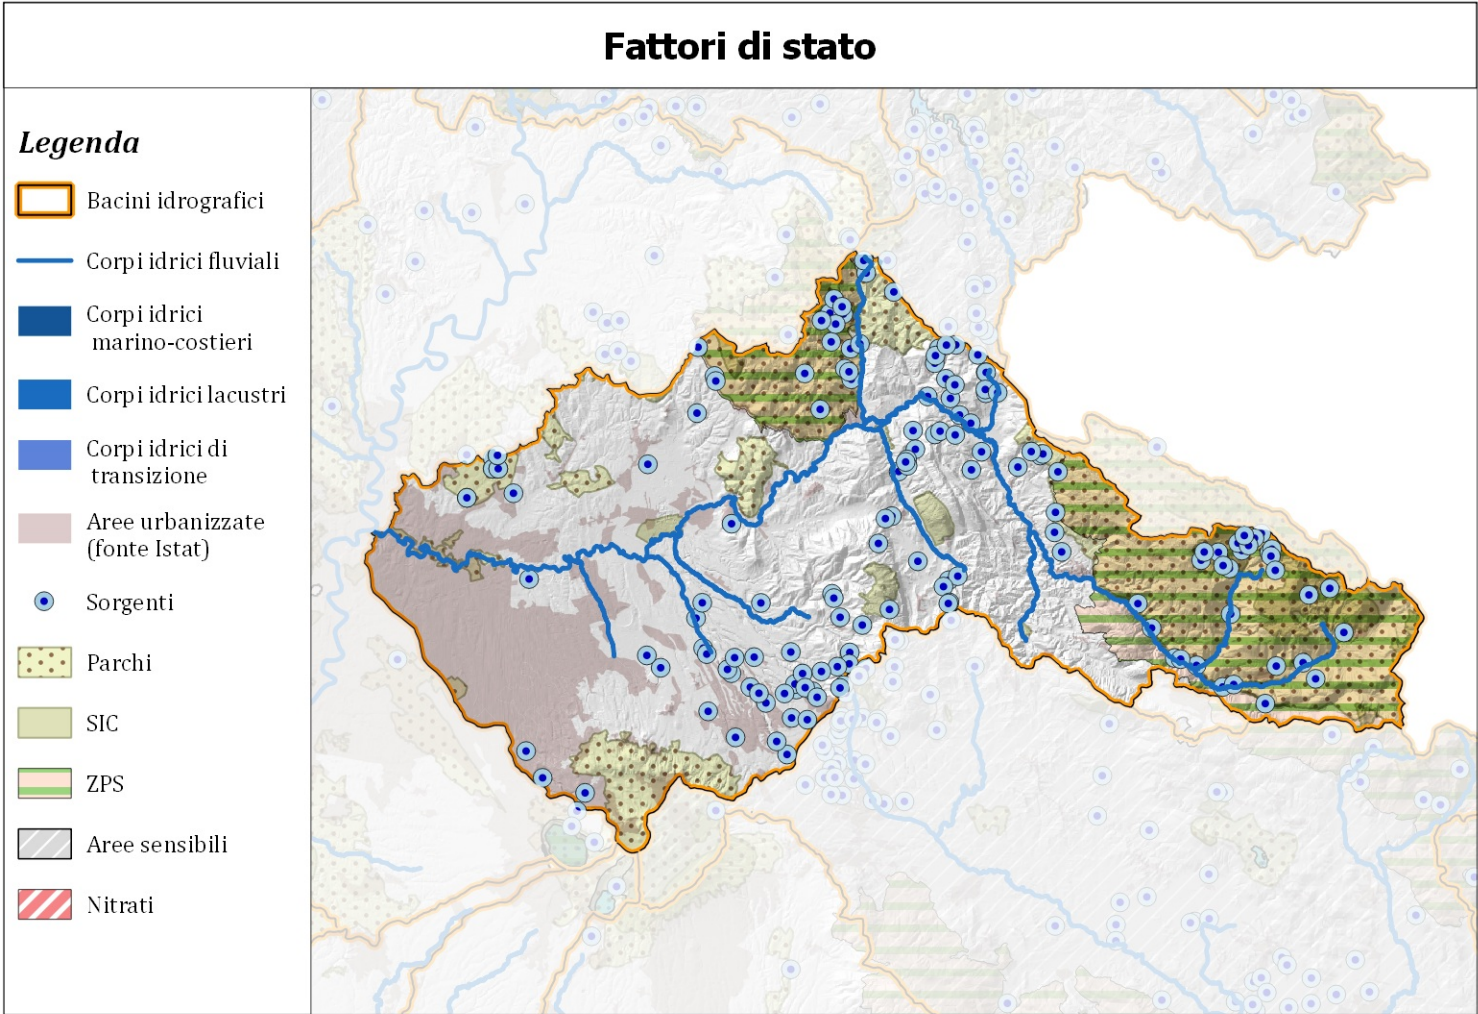 Fattori di stato
Legenda
Bacini idrografici
Corpi idrici fluviali
Corpi idrici
marino-costieri
Corpi idrici lacustri
Corpi idrici di
transizione
Aree urbanizzate
(fonte Istat)
Sorgenti
Parchi
SIC
ZPS
Aree sensibili
Nitrati